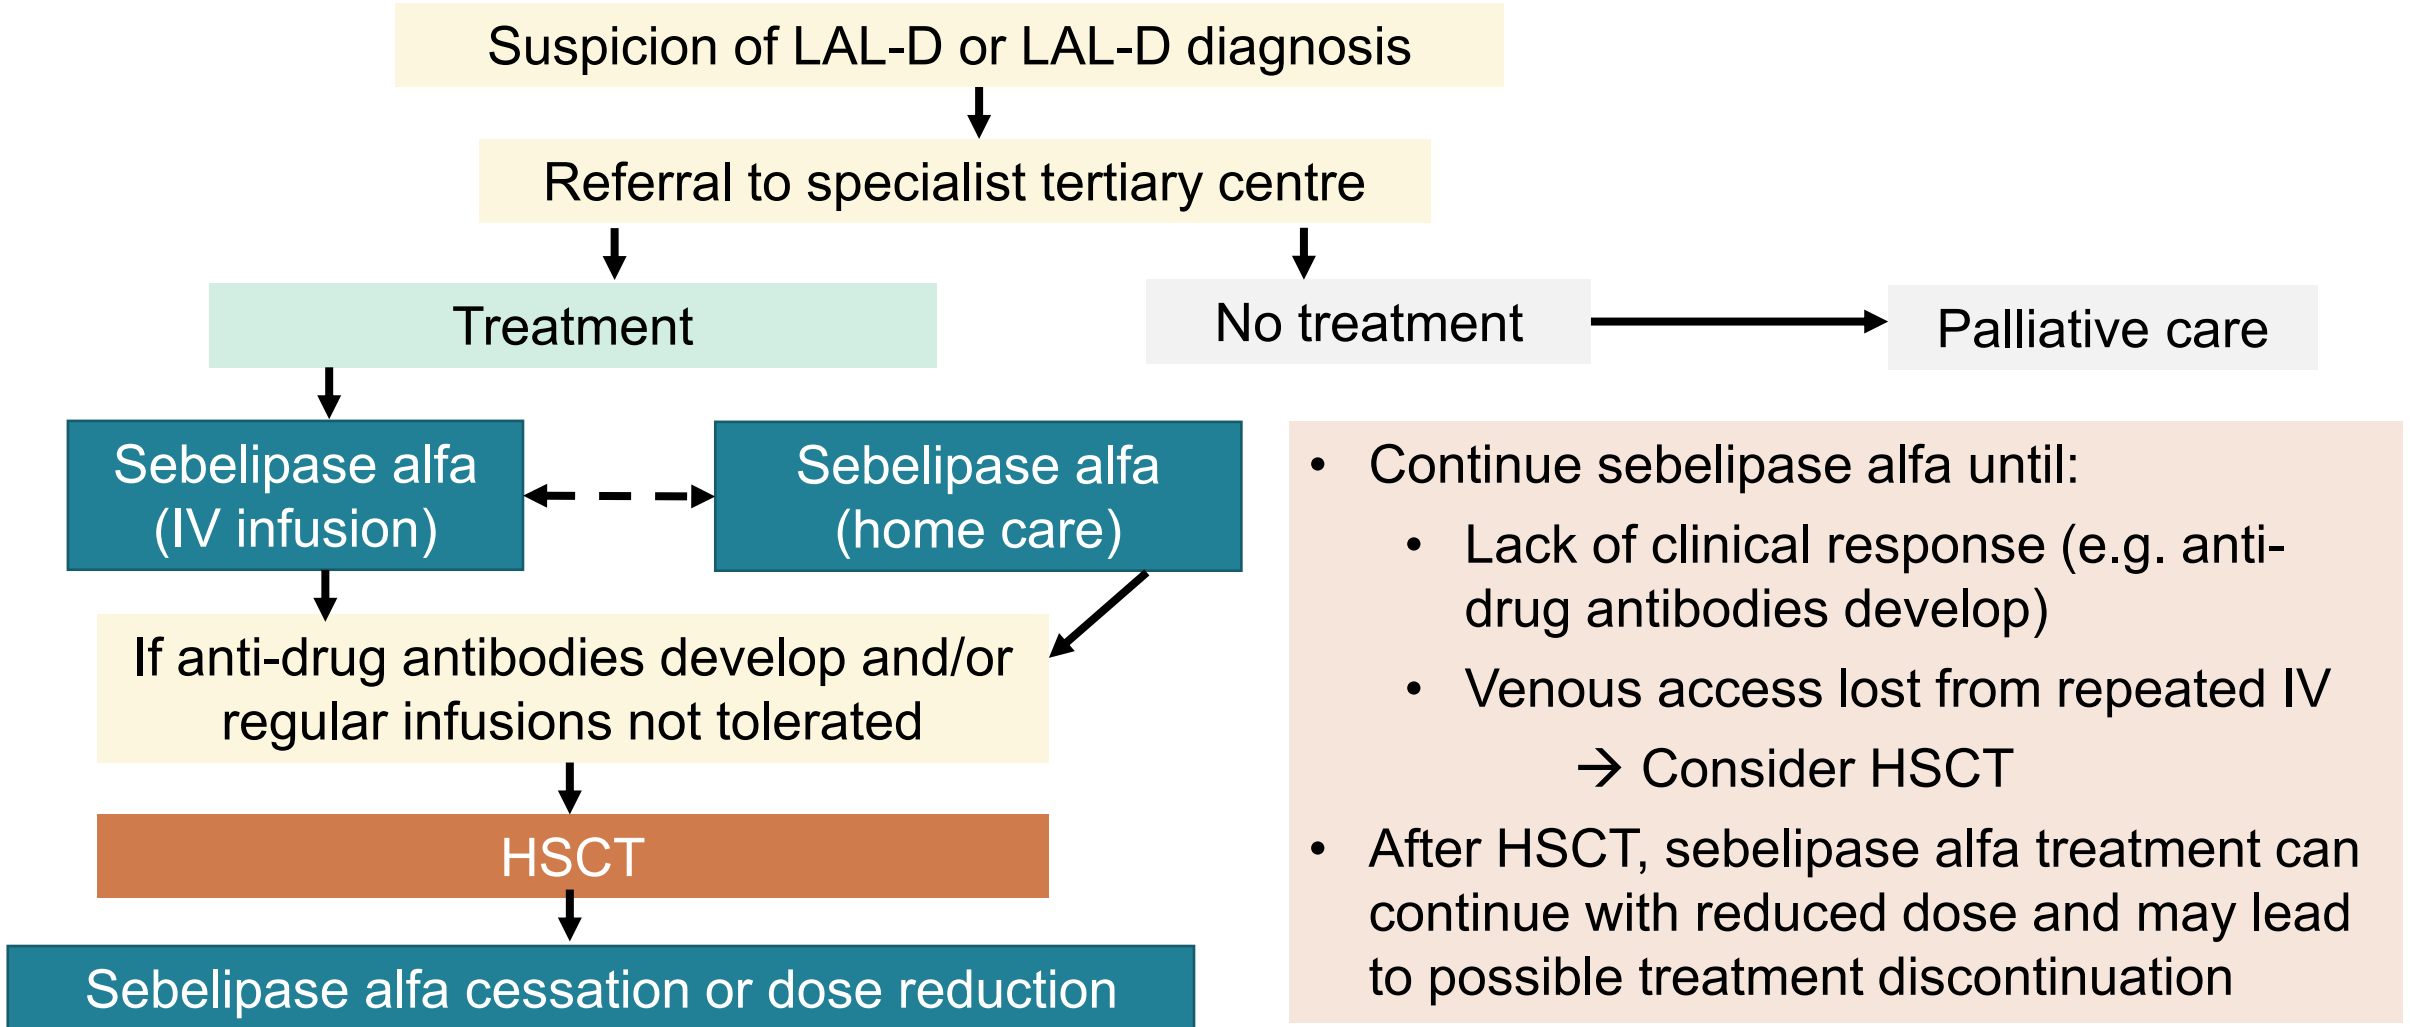 Suspicion of LAL-D or LAL-D diagnosis
Referral to specialist tertiary centre
Treatment
No treatment
Palliative care
Sebelipase alfa
(IV infusion)
Sebelipase alfa
(home care)
If anti-drug antibodies develop and/or
regular infusions not tolerated
HSCT
Sebelipase alfa cessation or dose reduction
• Continue sebelipase alfa until:
• Lack of clinical response (e.g. anti-
drug antibodies develop)
• Venous access lost from repeated IV
→ Consider HSCT
• After HSCT, sebelipase alfa treatment can
continue with reduced dose and may lead
to possible treatment discontinuation